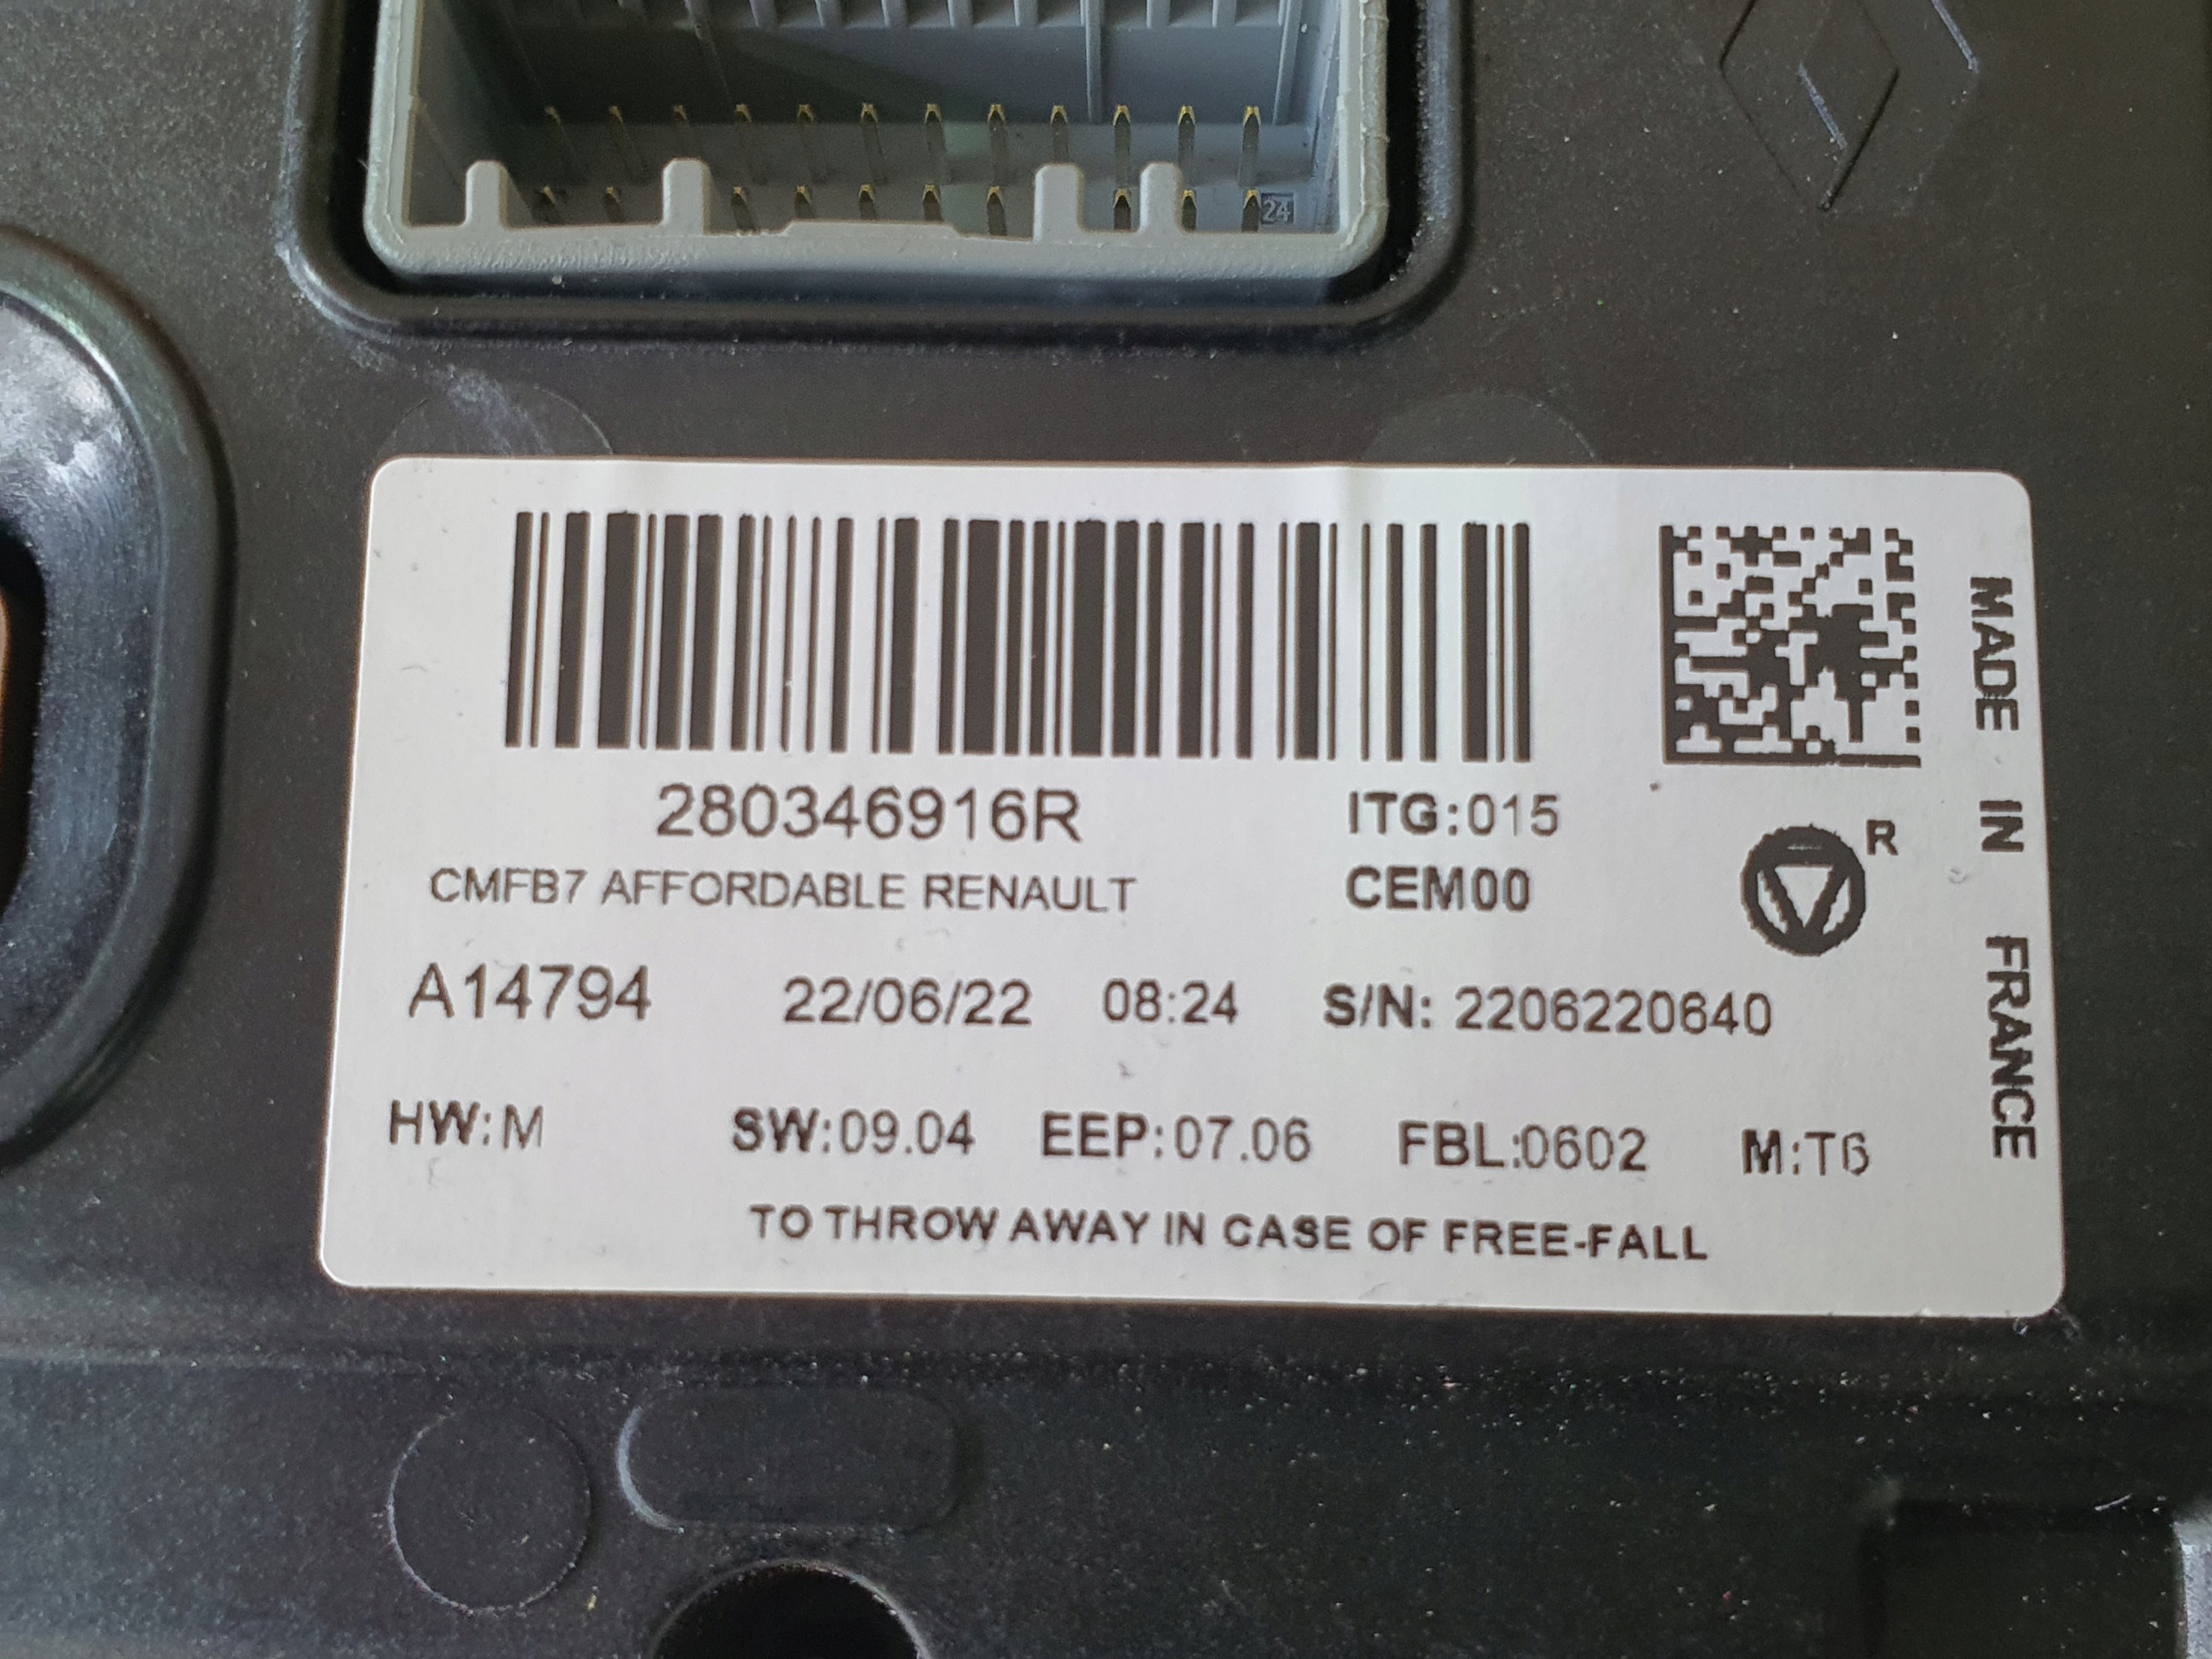 24
280346916R ITG:015
CMFB7 AFFORDABLE RENAULT CEM00
R
A14794 22/06/22 08:24 S/N: 2206220640
HW:M SW:09.04 EEP:07.06 FBL:0602 M:T6
TO THROW AWAY IN CASE OF FREE-FALL
MADE IN FRANCE